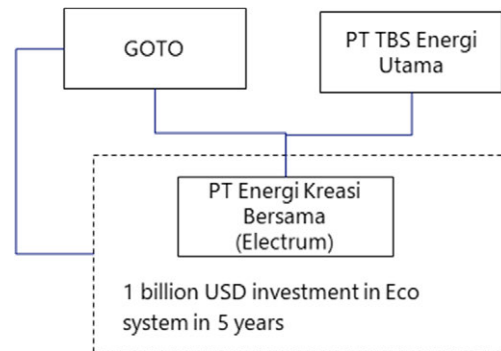 GOTO
PT TBS Energi
Utama
PT Energi Kreasi
Bersama
(Electrum)
1 billion USD investment in Eco
system in 5 years